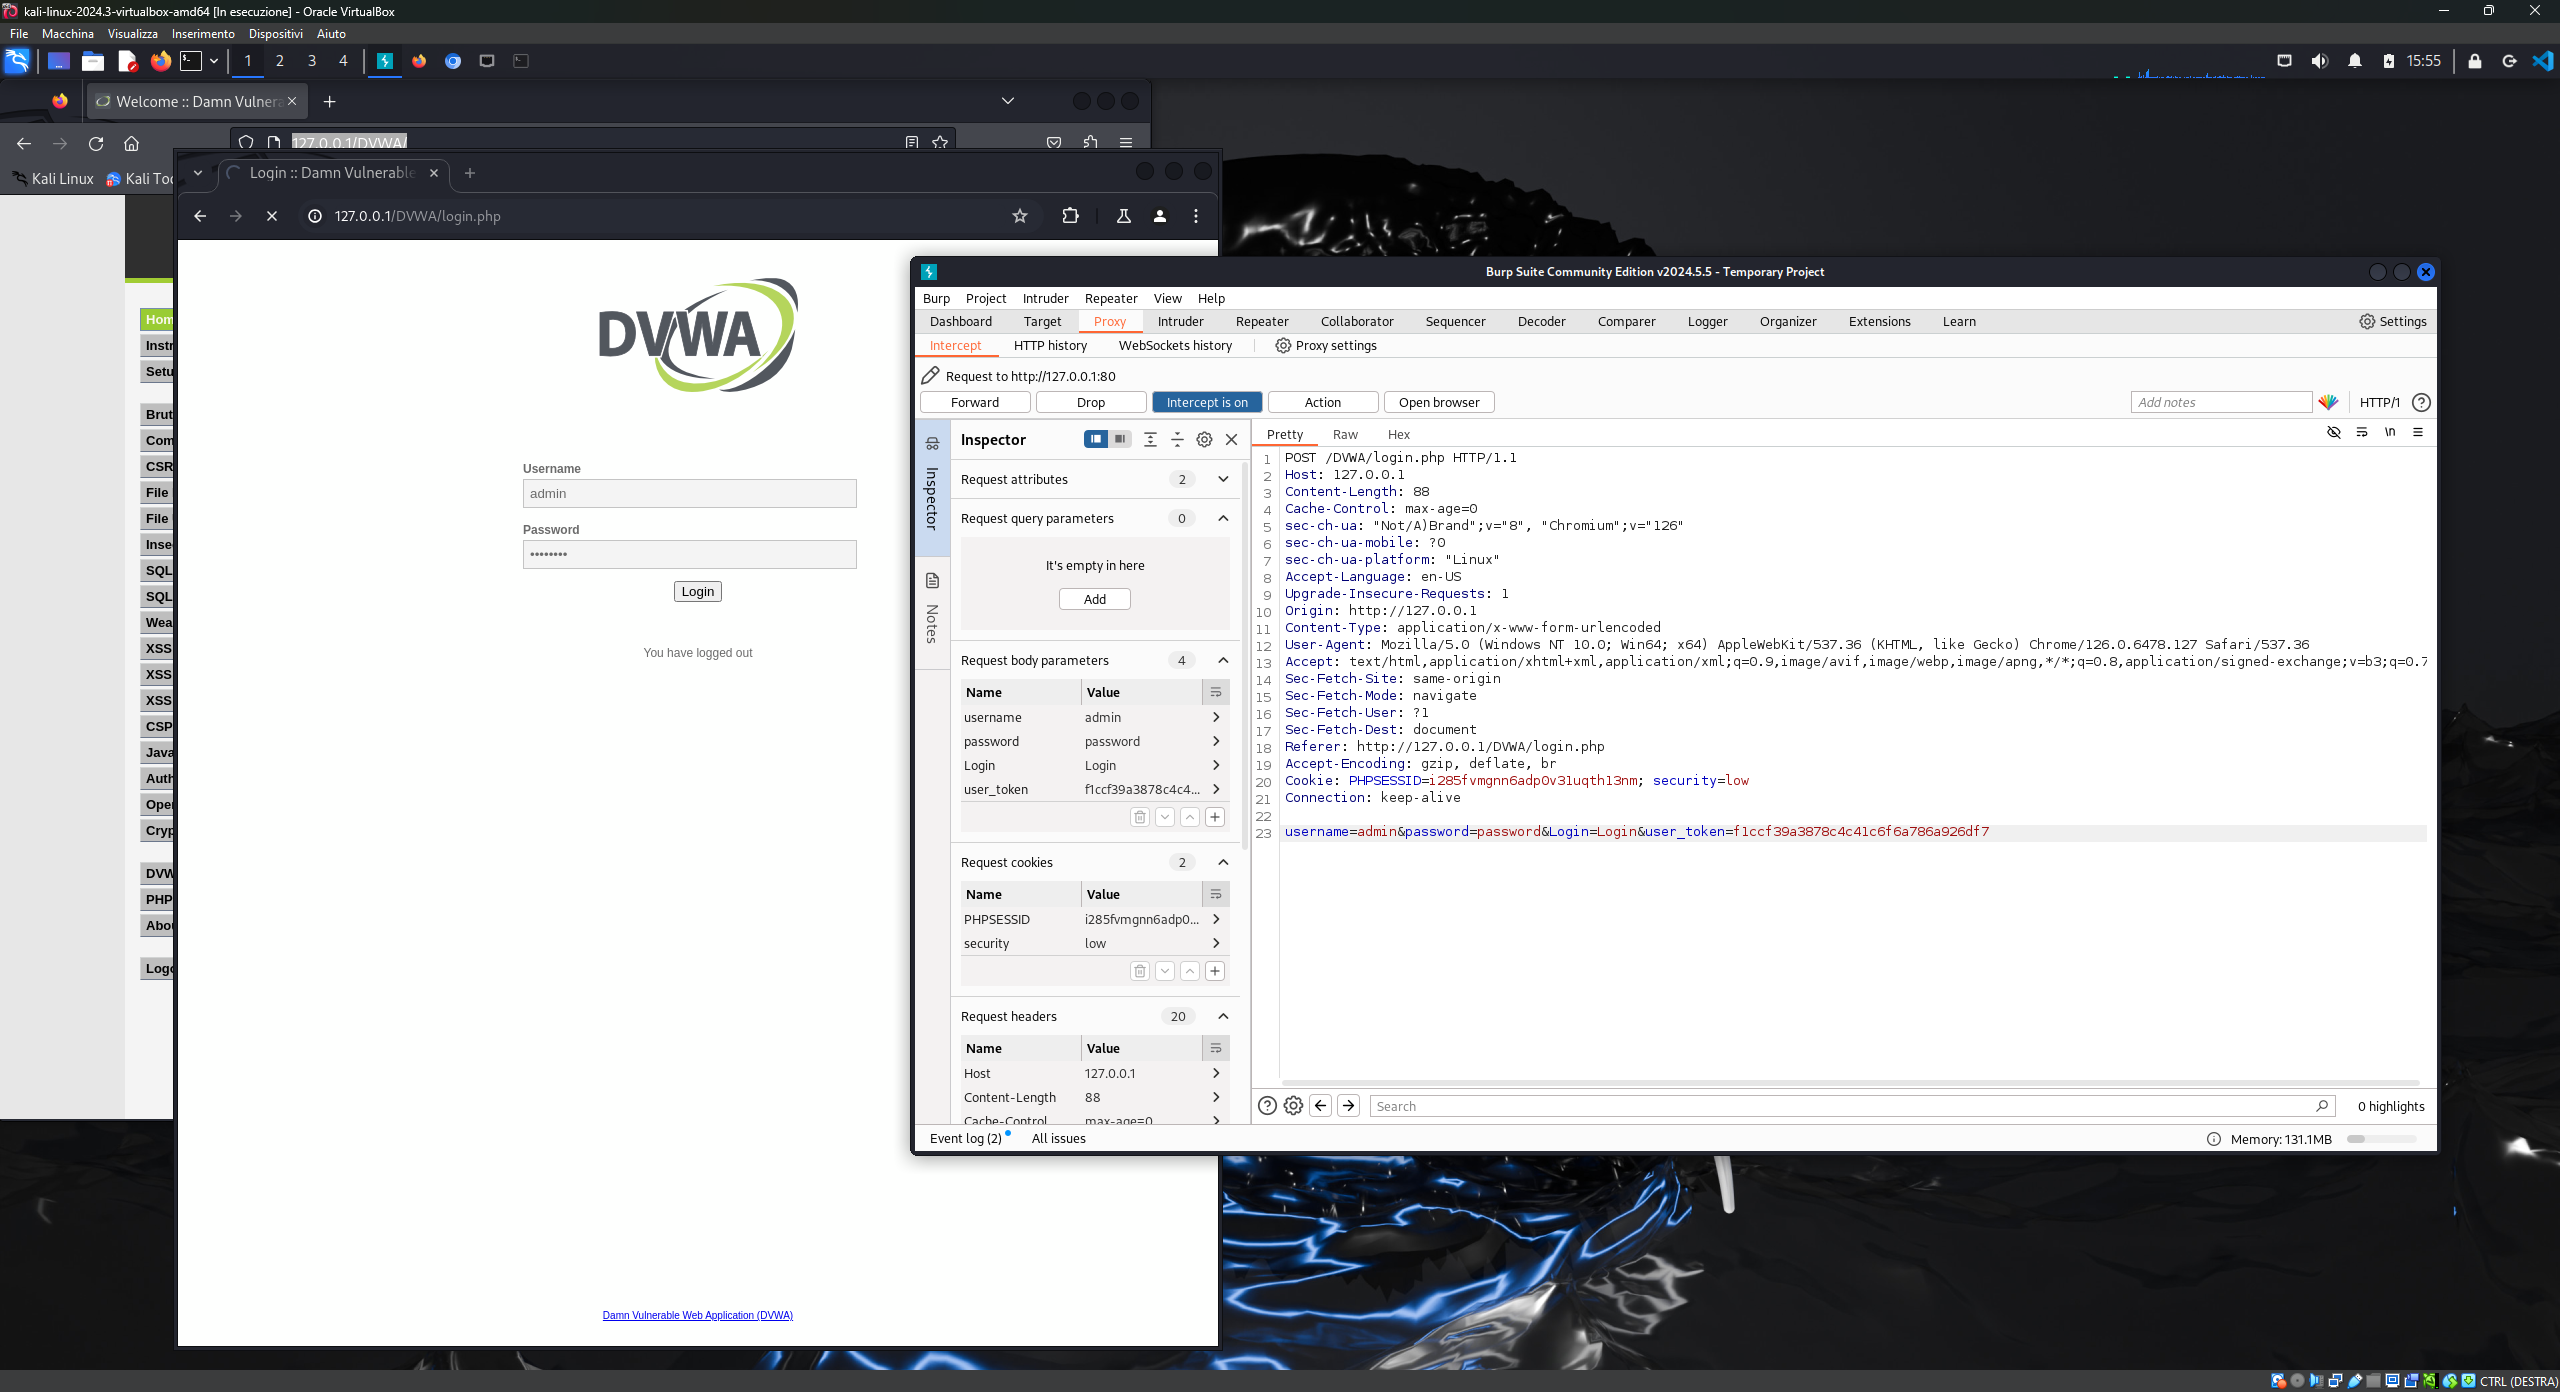 kali-linux-2024.3-virtualbox-amd64 [In esecuzione] - Oracle VirtualBox
File Macchina Visualizza Inserimento Dispositivi Aiuto
1 2 3 4 15:55
Welcome :: Damn Vulnera
127.0.0.1/DVWA/
Kali Linux Kali Too
Hom
Instr
Setu
Brut
Com
CSR
File
File
Inse
SQL
SQL
Wea
XSS
XSS
XSS
CSP
Java
Auth
Open
Cryp
DVW
PHP
Abou
Logo
Login :: Damn Vulnerable
127.0.0.1/DVWA/login.php
DVWA
Username
admin
Password
••••••••
Login
You have logged out
Damn Vulnerable Web Application (DVWA)
Burp Suite Community Edition v2024.5.5 - Temporary Project
Burp Project Intruder Repeater View Help
Dashboard Target Proxy Intruder Repeater Collaborator Sequencer Decoder Comparer Logger Organizer Extensions Learn Settings
Intercept HTTP history WebSockets history Proxy settings
Request to http://127.0.0.1:80
Forward Drop Intercept is on Action Open browser Add notes HTTP/1
Inspector
Notes
Inspector
Request attributes 2
Request query parameters 0
It's empty in here
Add
Request body parameters 4
Name Value
username admin
password password
Login Login
user_token f1ccf39a3878c4c4...
Request cookies 2
Name Value
PHPSESSID i285fvmgnn6adp0...
security low
Request headers 20
Name Value
Host 127.0.0.1
Content-Length 88
Cache-Control max-age=0
Pretty Raw Hex \n
1 POST /DVWA/login.php HTTP/1.1
2 Host: 127.0.0.1
3 Content-Length: 88
4 Cache-Control: max-age=0
5 sec-ch-ua: "Not/A)Brand";v="8", "Chromium";v="126"
6 sec-ch-ua-mobile: ?0
7 sec-ch-ua-platform: "Linux"
8 Accept-Language: en-US
9 Upgrade-Insecure-Requests: 1
10 Origin: http://127.0.0.1
11 Content-Type: application/x-www-form-urlencoded
12 User-Agent: Mozilla/5.0 (Windows NT 10.0; Win64; x64) AppleWebKit/537.36 (KHTML, like Gecko) Chrome/126.0.6478.127 Safari/537.36
13 Accept: text/html,application/xhtml+xml,application/xml;q=0.9,image/avif,image/webp,image/apng,*/*;q=0.8,application/signed-exchange;v=b3;q=0.7
14 Sec-Fetch-Site: same-origin
15 Sec-Fetch-Mode: navigate
16 Sec-Fetch-User: ?1
17 Sec-Fetch-Dest: document
18 Referer: http://127.0.0.1/DVWA/login.php
19 Accept-Encoding: gzip, deflate, br
20 Cookie: PHPSESSID=i285fvmgnn6adp0v31uqth13nm; security=low
21 Connection: keep-alive
22
23 username=admin&password=password&Login=Login&user_token=f1ccf39a3878c4c41c6f6a786a926df7
Search 0 highlights
Event log (2) All issues Memory: 131.1MB
CTRL (DESTRA)